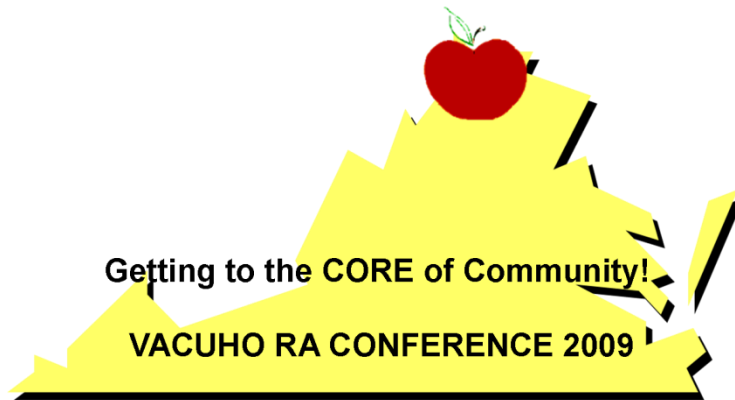 Getting to the CORE of Community!
VACUHO RA CONFERENCE 2009